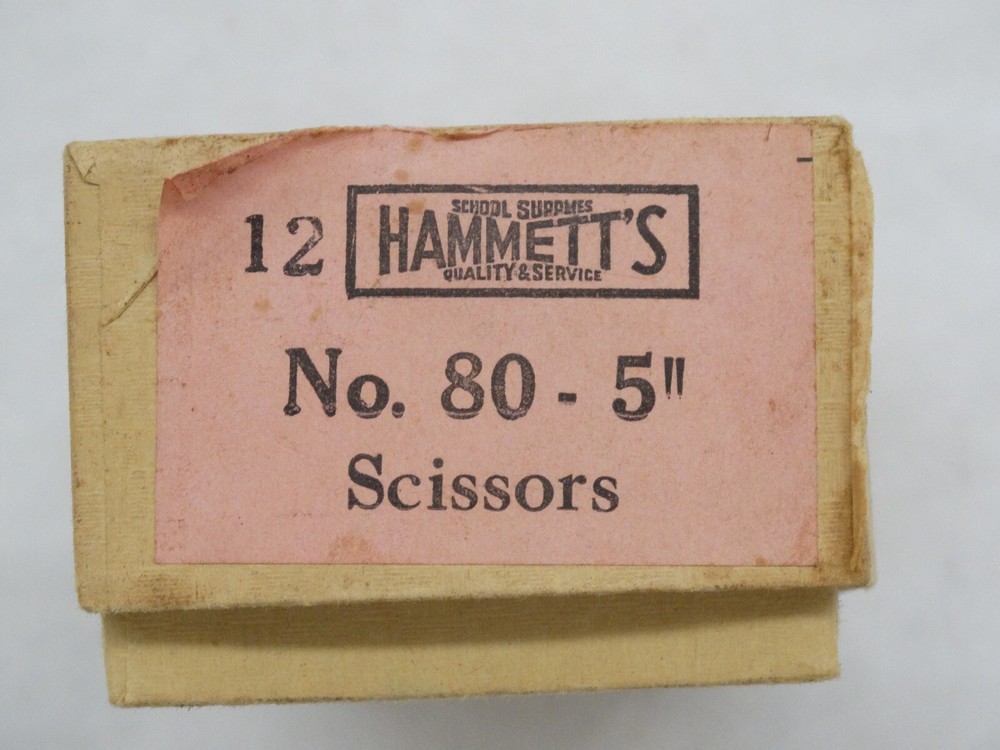 12
SCHOOL SUPPLIES
HAMMETT'S
QUALITY & SERVICE
No. 80 - 5"
Scissors